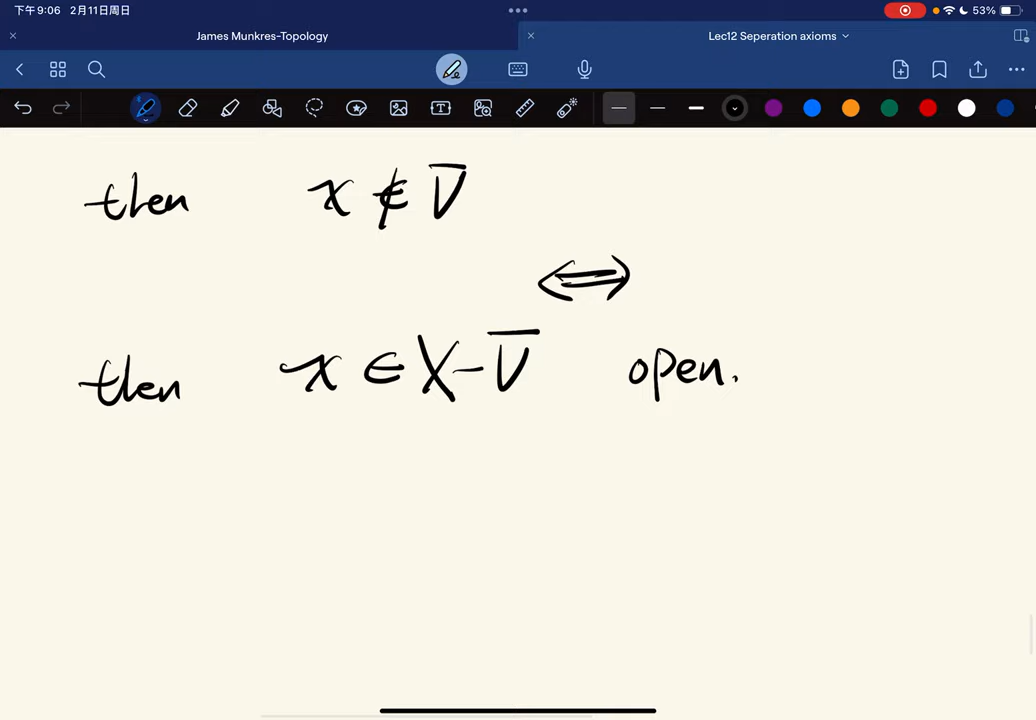 下午9:06 2月11日周日
53%
James Munkres-Topology
Lec12 Seperation axioms
then x ∉ V̅
⟺
then x ∈ X - V̅ open.